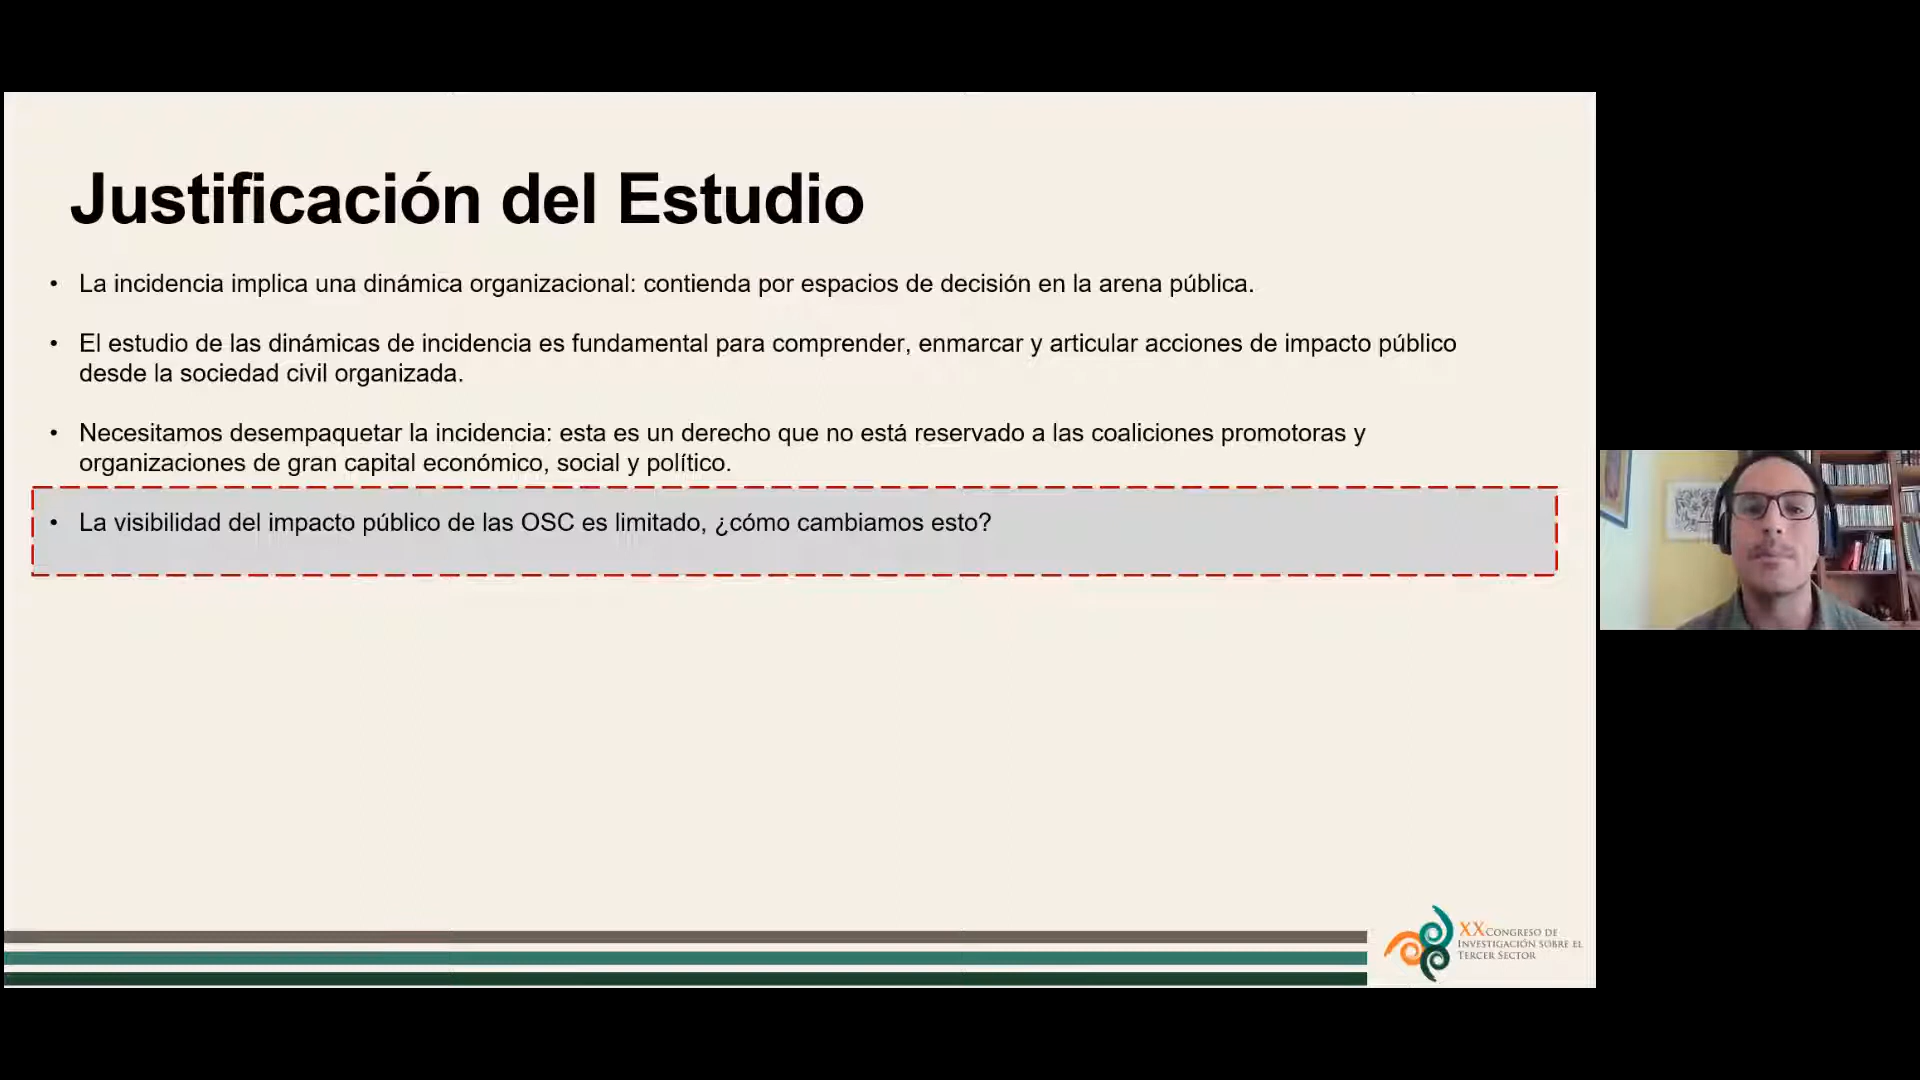 Justificación del Estudio
• La incidencia implica una dinámica organizacional: contienda por espacios de decisión en la arena pública.
• El estudio de las dinámicas de incidencia es fundamental para comprender, enmarcar y articular acciones de impacto público
desde la sociedad civil organizada.
• Necesitamos desempaquetar la incidencia: esta es un derecho que no está reservado a las coaliciones promotoras y
organizaciones de gran capital económico, social y político.
• La visibilidad del impacto público de las OSC es limitado, ¿cómo cambiamos esto?
XX CONGRESO DE
INVESTIGACIÓN SOBRE EL
TERCER SECTOR